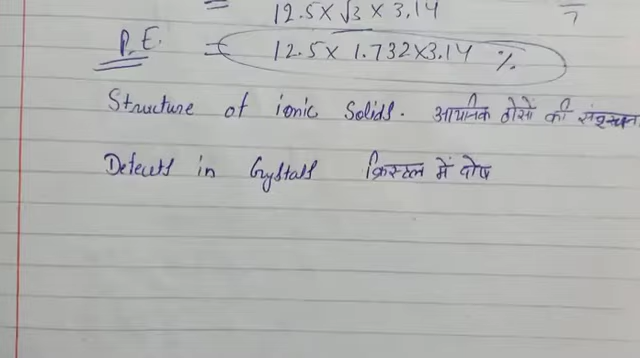 = 12.5 × √3 × 3.14
P.E. = 12.5 × 1.732 × 3.14 %
Structure of ionic Solids. आयनिक ठोसों की संरचना
Defects in Crystals क्रिस्टल में दोष